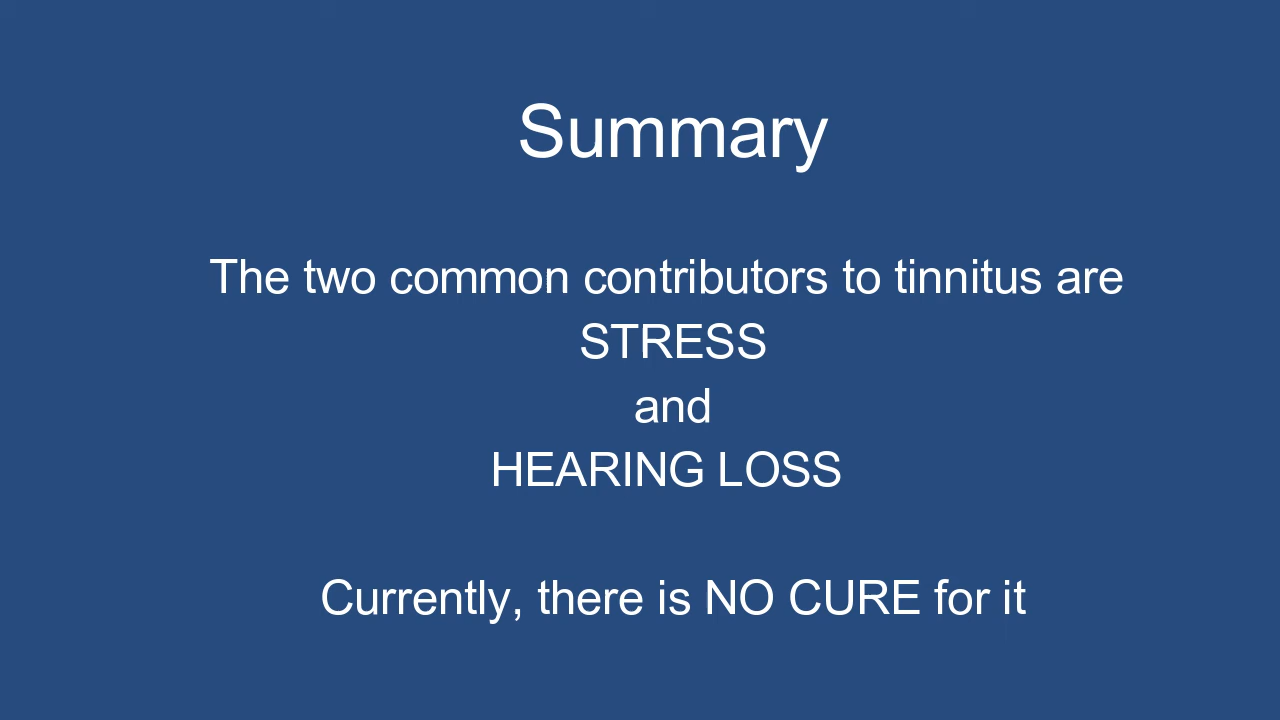 Summary
The two common contributors to tinnitus are
STRESS
and
HEARING LOSS
Currently, there is NO CURE for it